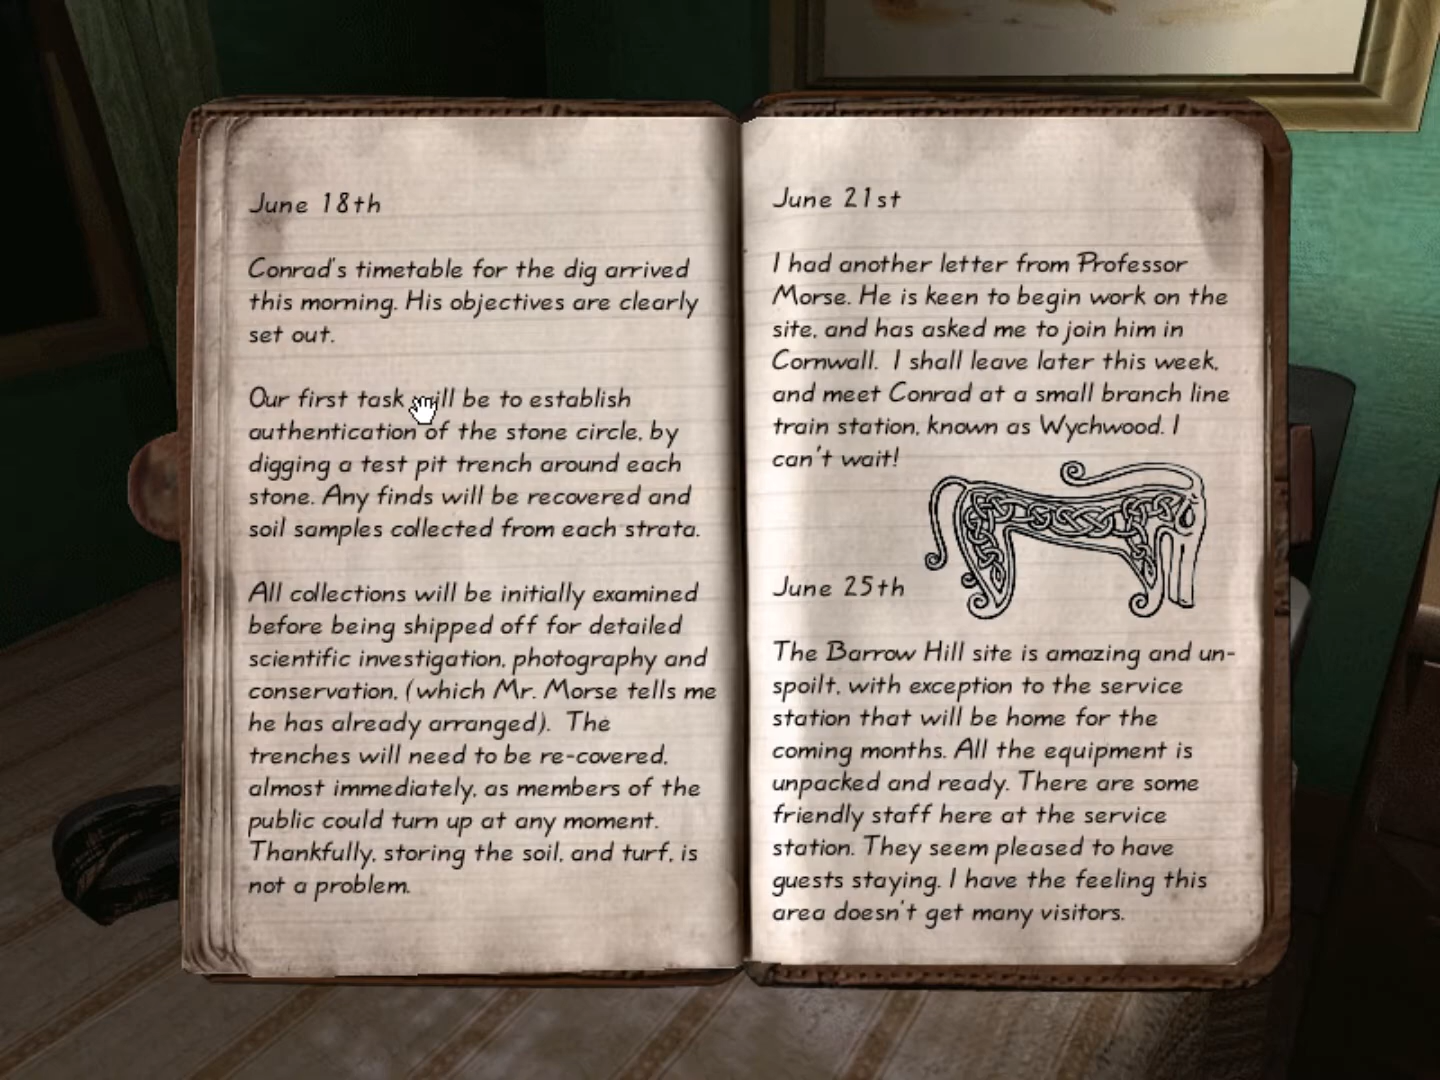 June 18th
Conrad's timetable for the dig arrived
this morning. His objectives are clearly
set out.
Our first task will be to establish
authentication of the stone circle, by
digging a test pit trench around each
stone. Any finds will be recovered and
soil samples collected from each strata.
All collections will be initially examined
before being shipped off for detailed
scientific investigation, photography and
conservation, (which Mr. Morse tells me
he has already arranged). The
trenches will need to be re-covered,
almost immediately, as members of the
public could turn up at any moment.
Thankfully, storing the soil, and turf, is
not a problem.
June 21st
I had another letter from Professor
Morse. He is keen to begin work on the
site, and has asked me to join him in
Cornwall. I shall leave later this week,
and meet Conrad at a small branch line
train station, known as Wychwood. I
can't wait!
June 25th
The Barrow Hill site is amazing and un-
spoilt, with exception to the service
station that will be home for the
coming months. All the equipment is
unpacked and ready. There are some
friendly staff here at the service
station. They seem pleased to have
guests staying. I have the feeling this
area doesn't get many visitors.